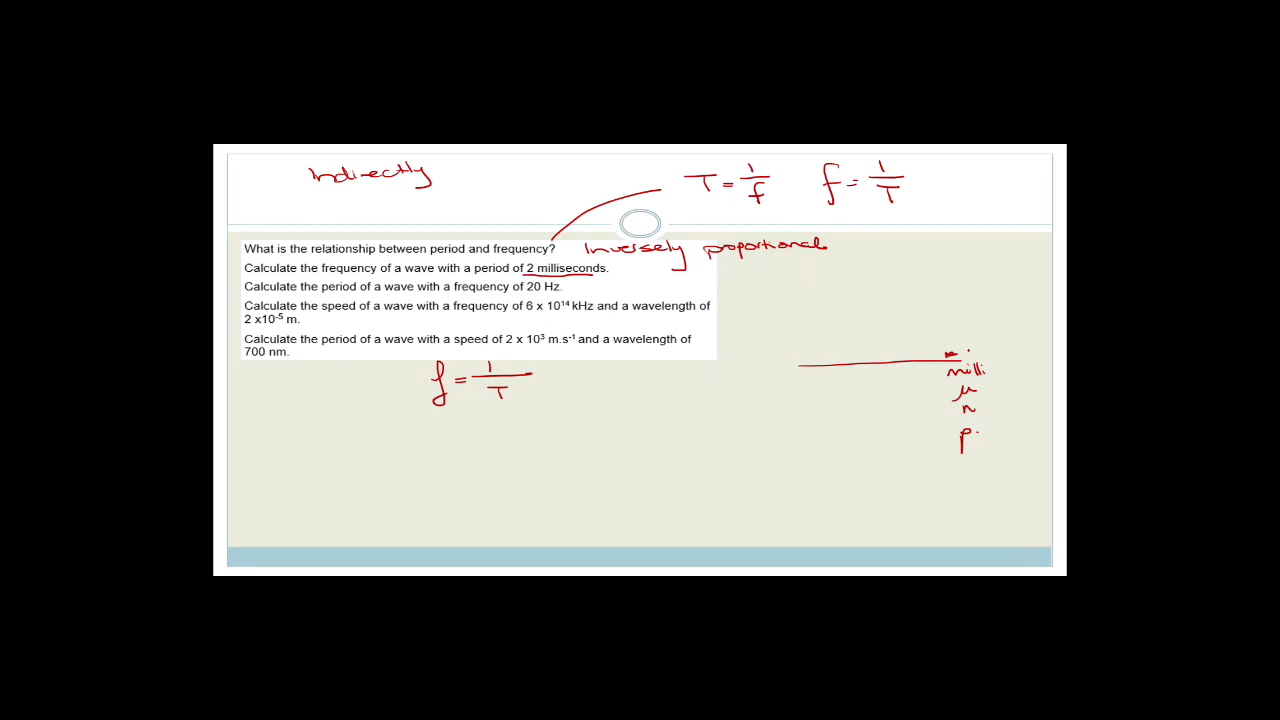 Indirectly
T = 1/f f = 1/T
What is the relationship between period and frequency? Inversely proportional
Calculate the frequency of a wave with a period of 2 milliseconds.
Calculate the period of a wave with a frequency of 20 Hz.
Calculate the speed of a wave with a frequency of 6 x 10¹⁴ kHz and a wavelength of
2 x10⁻⁵ m.
Calculate the period of a wave with a speed of 2 x 10³ m.s⁻¹ and a wavelength of
700 nm.
f = 1/T
milli
μ
n
p.